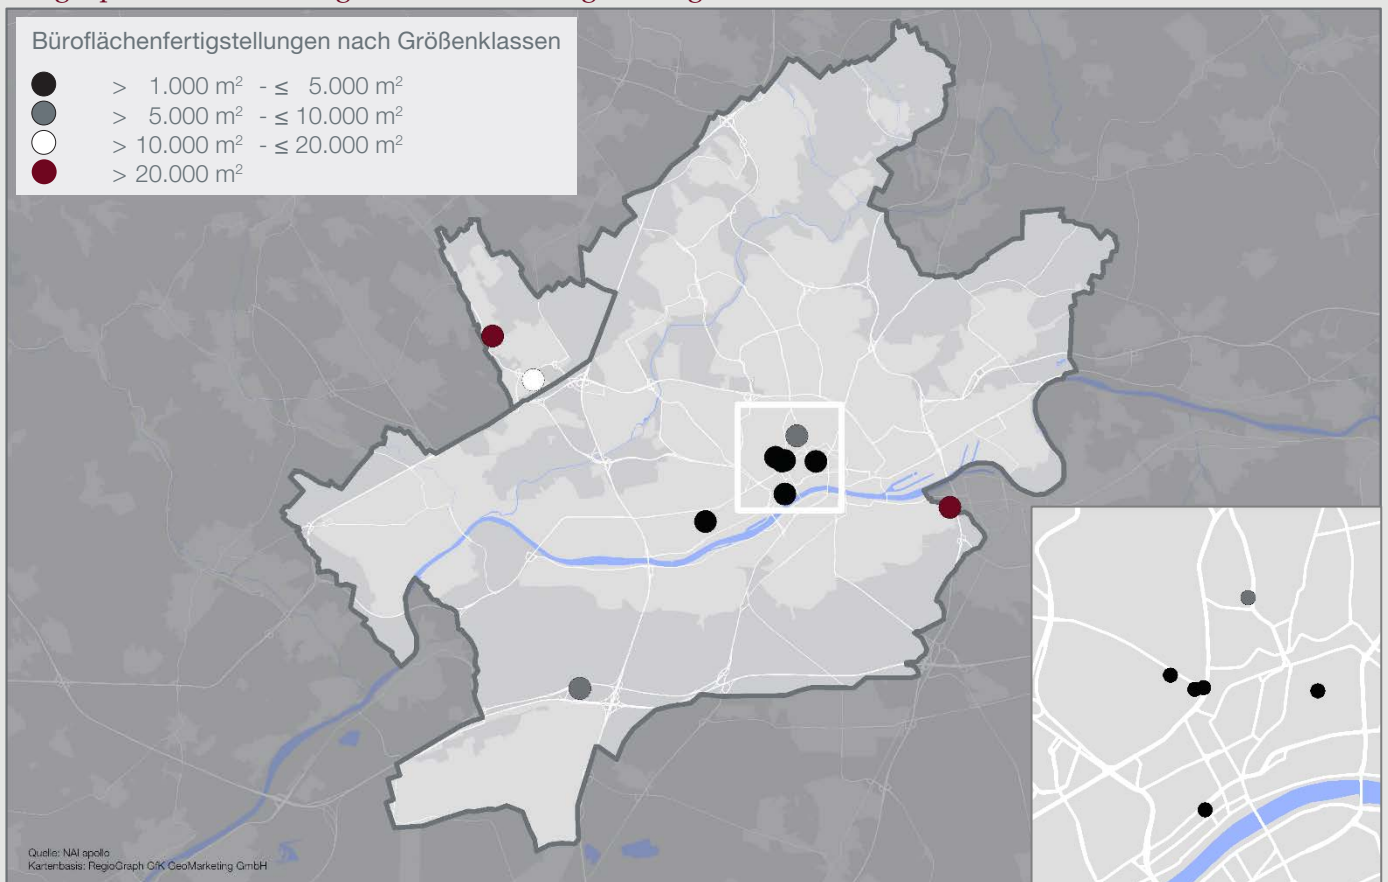 Büroflächenfertigstellungen nach Größenklassen
> 1.000 m² - ≤ 5.000 m²
> 5.000 m² - ≤ 10.000 m²
> 10.000 m² - ≤ 20.000 m²
> 20.000 m²
Quelle: NAI apollo
Kartenbasis: RegioGraph GfK GeoMarketing GmbH